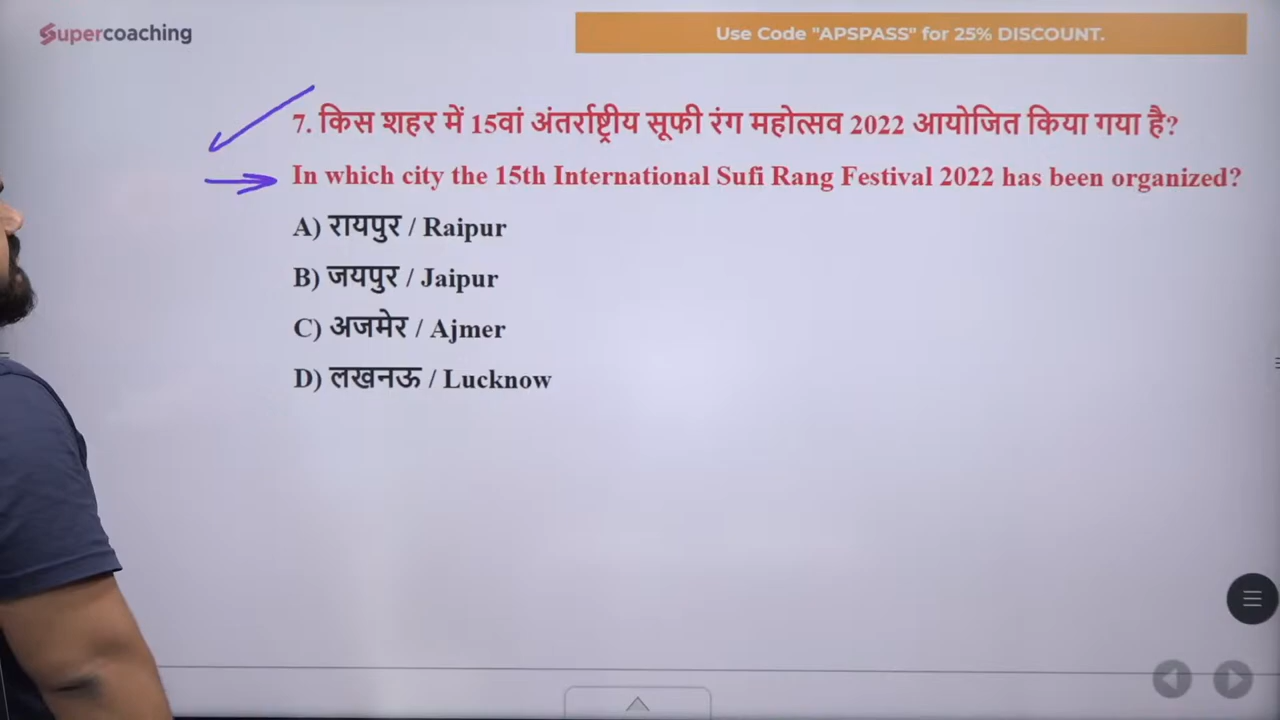 Supercoaching
Use Code "APSPASS" for 25% DISCOUNT.
7. किस शहर में 15वां अंतर्राष्ट्रीय सूफी रंग महोत्सव 2022 आयोजित किया गया है?
In which city the 15th International Sufi Rang Festival 2022 has been organized?
A) रायपुर / Raipur
B) जयपुर / Jaipur
C) अजमेर / Ajmer
D) लखनऊ / Lucknow